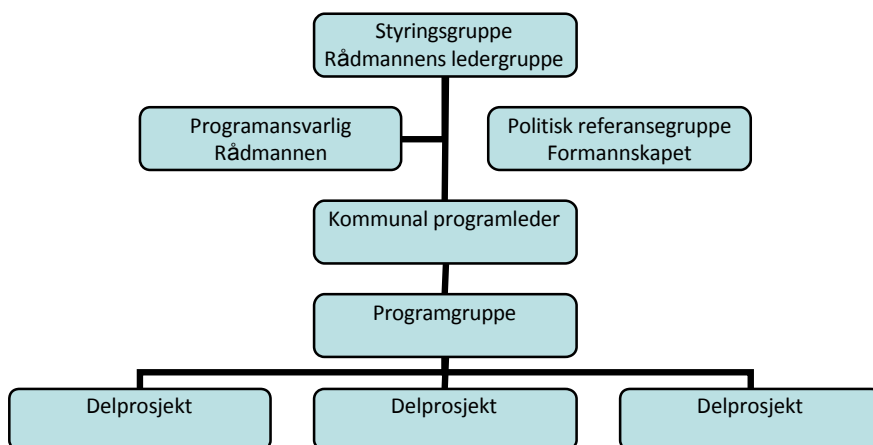 Styringsgruppe
Rådmannens ledergruppe
Programansvarlig
Rådmannen
Politisk referansegruppe
Formannskapet
Kommunal programleder
Programgruppe
Delprosjekt
Delprosjekt
Delprosjekt